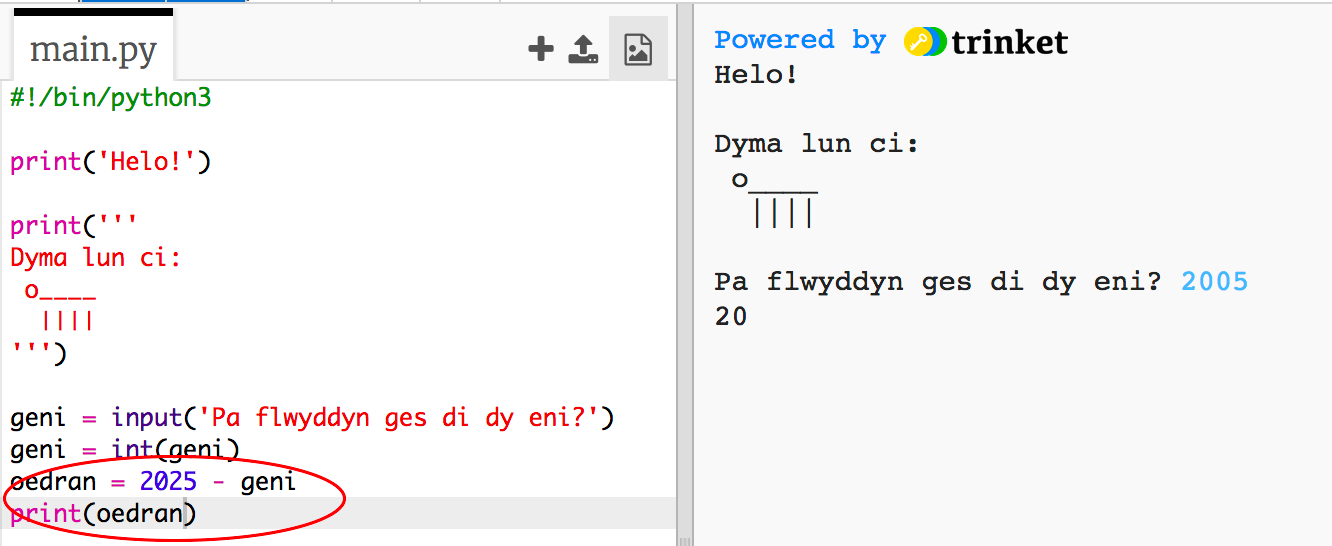 main.py
#!/bin/python3
print('Helo!')
print('''
Dyma lun ci:
 o____
  ||||
''')
geni = input('Pa flwyddyn ges di dy eni?')
geni = int(geni)
oedran = 2025 - geni
print(oedran)
Powered by trinket
Helo!
Dyma lun ci:
 o____
  ||||
Pa flwyddyn ges di dy eni? 2005
20